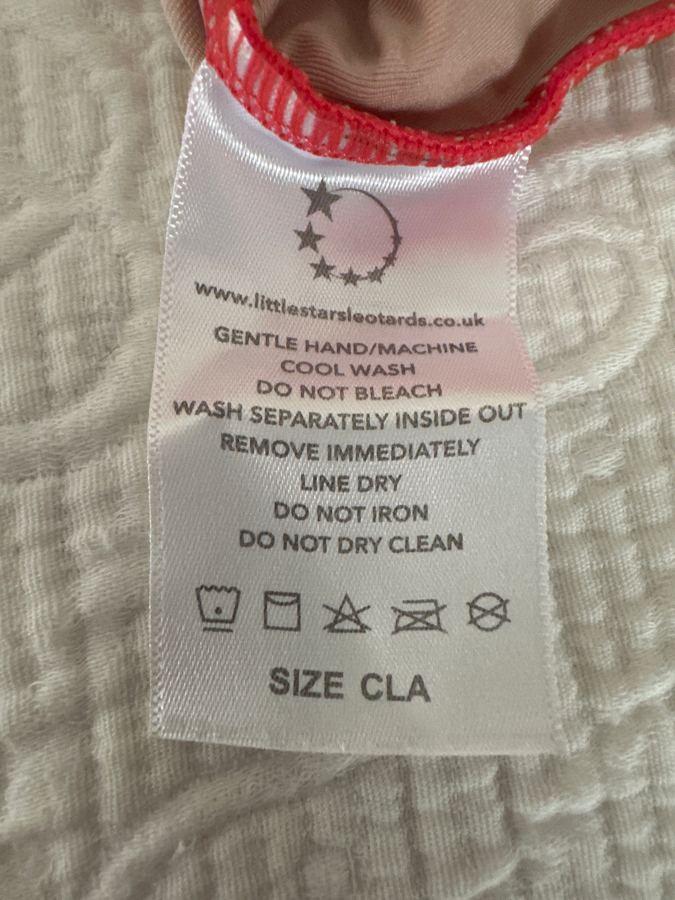 www.littlestarsleotards.co.uk
GENTLE HAND/MACHINE
COOL WASH
DO NOT BLEACH
WASH SEPARATELY INSIDE OUT
REMOVE IMMEDIATELY
LINE DRY
DO NOT IRON
DO NOT DRY CLEAN
SIZE CLA